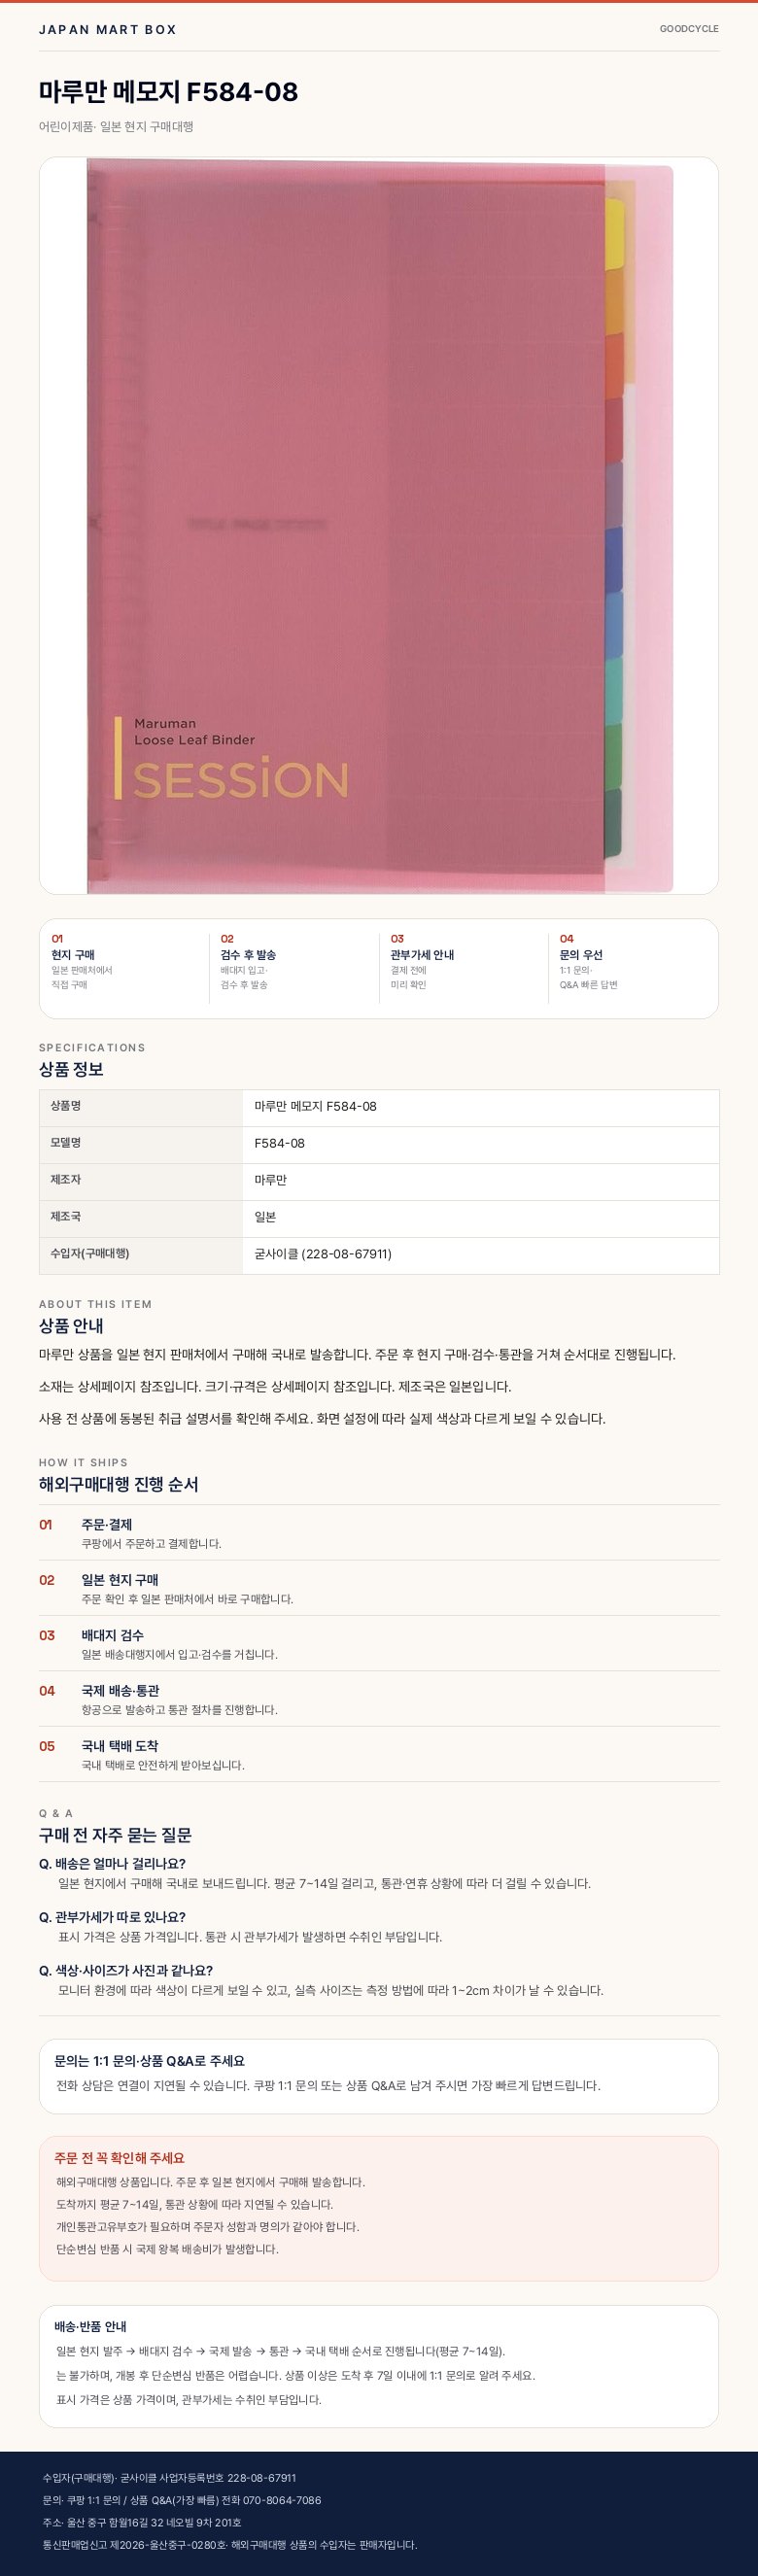 JAPAN MART BOX
GOODCYCLE
마루만 메모지 F584-08
어린이제품· 일본 현지 구매대행
Maruman
Loose Leaf Binder
SESSiON
01
현지 구매
일본 판매처에서
직접 구매
02
검수 후 발송
배대지 입고·
검수 후 발송
03
관부가세 안내
결제 전에
미리 확인
04
문의 우선
1:1 문의·
Q&A 빠른 답변
SPECIFICATIONS
상품 정보
상품명 마루만 메모지 F584-08
모델명 F584-08
제조자 마루만
제조국 일본
수입자(구매대행) 굳사이클 (228-08-67911)
ABOUT THIS ITEM
상품 안내
마루만 상품을 일본 현지 판매처에서 구매해 국내로 발송합니다. 주문 후 현지 구매·검수·통관을 거쳐 순서대로 진행됩니다.
소재는 상세페이지 참조입니다. 크기·규격은 상세페이지 참조입니다. 제조국은 일본입니다.
사용 전 상품에 동봉된 취급 설명서를 확인해 주세요. 화면 설정에 따라 실제 색상과 다르게 보일 수 있습니다.
HOW IT SHIPS
해외구매대행 진행 순서
01 주문·결제
쿠팡에서 주문하고 결제합니다.
02 일본 현지 구매
주문 확인 후 일본 판매처에서 바로 구매합니다.
03 배대지 검수
일본 배송대행지에서 입고·검수를 거칩니다.
04 국제 배송·통관
항공으로 발송하고 통관 절차를 진행합니다.
05 국내 택배 도착
국내 택배로 안전하게 받아보십니다.
Q & A
구매 전 자주 묻는 질문
Q. 배송은 얼마나 걸리나요?
일본 현지에서 구매해 국내로 보내드립니다. 평균 7~14일 걸리고, 통관·연휴 상황에 따라 더 걸릴 수 있습니다.
Q. 관부가세가 따로 있나요?
표시 가격은 상품 가격입니다. 통관 시 관부가세가 발생하면 수취인 부담입니다.
Q. 색상·사이즈가 사진과 같나요?
모니터 환경에 따라 색상이 다르게 보일 수 있고, 실측 사이즈는 측정 방법에 따라 1~2cm 차이가 날 수 있습니다.
문의는 1:1 문의·상품 Q&A로 주세요
전화 상담은 연결이 지연될 수 있습니다. 쿠팡 1:1 문의 또는 상품 Q&A로 남겨 주시면 가장 빠르게 답변드립니다.
주문 전 꼭 확인해 주세요
해외구매대행 상품입니다. 주문 후 일본 현지에서 구매해 발송합니다.
도착까지 평균 7~14일, 통관 상황에 따라 지연될 수 있습니다.
개인통관고유부호가 필요하며 주문자 성함과 명의가 같아야 합니다.
단순변심 반품 시 국제 왕복 배송비가 발생합니다.
배송·반품 안내
일본 현지 발주 → 배대지 검수 → 국제 발송 → 통관 → 국내 택배 순서로 진행됩니다(평균 7~14일).
는 불가하며, 개봉 후 단순변심 반품은 어렵습니다. 상품 이상은 도착 후 7일 이내에 1:1 문의로 알려 주세요.
표시 가격은 상품 가격이며, 관부가세는 수취인 부담입니다.
수입자(구매대행)· 굳사이클 사업자등록번호 228-08-67911
문의· 쿠팡 1:1 문의 / 상품 Q&A(가장 빠름) 전화 070-8064-7086
주소· 울산 중구 함월16길 32 네오빌 9차 201호
통신판매업신고 제2026-울산중구-0280호· 해외구매대행 상품의 수입자는 판매자입니다.